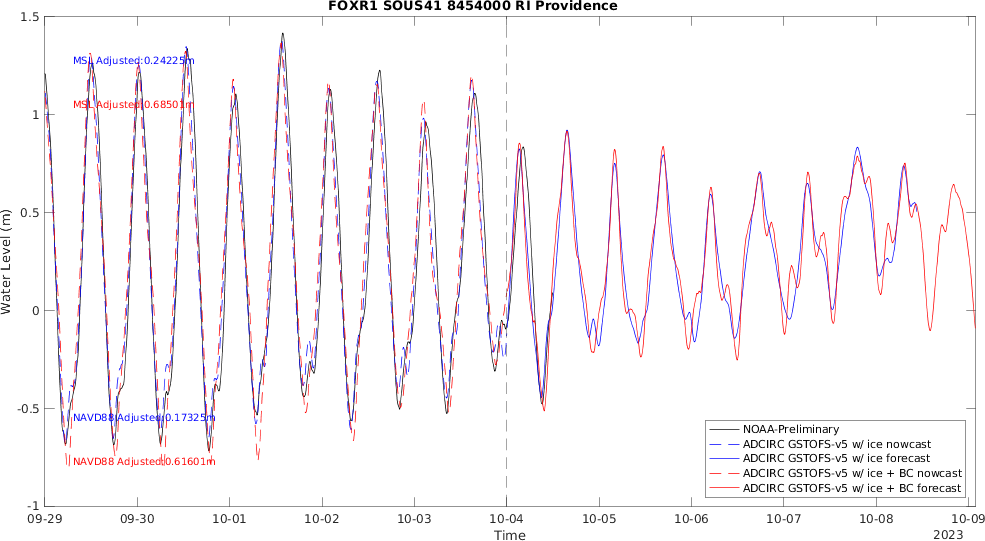 FOXR1 SOUS41 8454000 RI Providence
1.5
MSL Adjusted:0.24225m
MSL Adjusted:0.68501m
1
0.5
Water Level (m)
0
-0.5
NAVD88 Adjusted:0.17325m
NAVD88 Adjusted:0.61601m
NOAA-Preliminary
ADCIRC GSTOFS-v5 w/ ice nowcast
ADCIRC GSTOFS-v5 w/ ice forecast
ADCIRC GSTOFS-v5 w/ ice + BC nowcast
ADCIRC GSTOFS-v5 w/ ice + BC forecast
-1
09-29 09-30 10-01 10-02 10-03 10-04 10-05 10-06 10-07 10-08 10-09
Time
2023